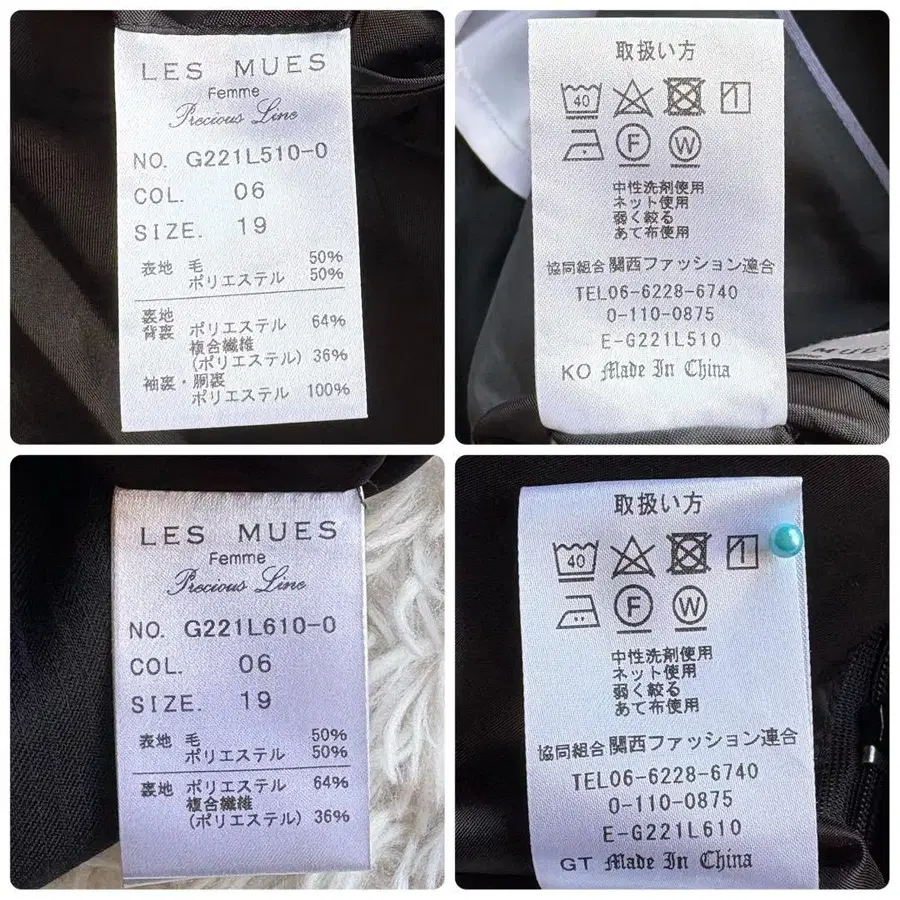 LES MUES
Femme
Precious Line
NO. G221L510-0
COL. 06
SIZE. 19
表地 毛 50%
ポリエステル 50%
裏地
背裏 ポリエステル 64%
複合繊維
(ポリエステル) 36%
袖裏・胴裏
ポリエステル 100%
取扱い方
40
1
F W
中性洗剤使用
ネット使用
弱く絞る
あて布使用
協同組合関西ファッション連合
TEL06-6228-6740
0-110-0875
E-G221L510
KO Made In China
MUES
LES MUES
Femme
Precious Line
NO. G221L610-0
COL. 06
SIZE. 19
表地 毛 50%
ポリエステル 50%
裏地 ポリエステル 64%
複合繊維
(ポリエステル) 36%
取扱い方
40
1
F W
中性洗剤使用
ネット使用
弱く絞る
あて布使用
協同組合関西ファッション連合
TEL06-6228-6740
0-110-0875
E-G221L610
GT Made In China